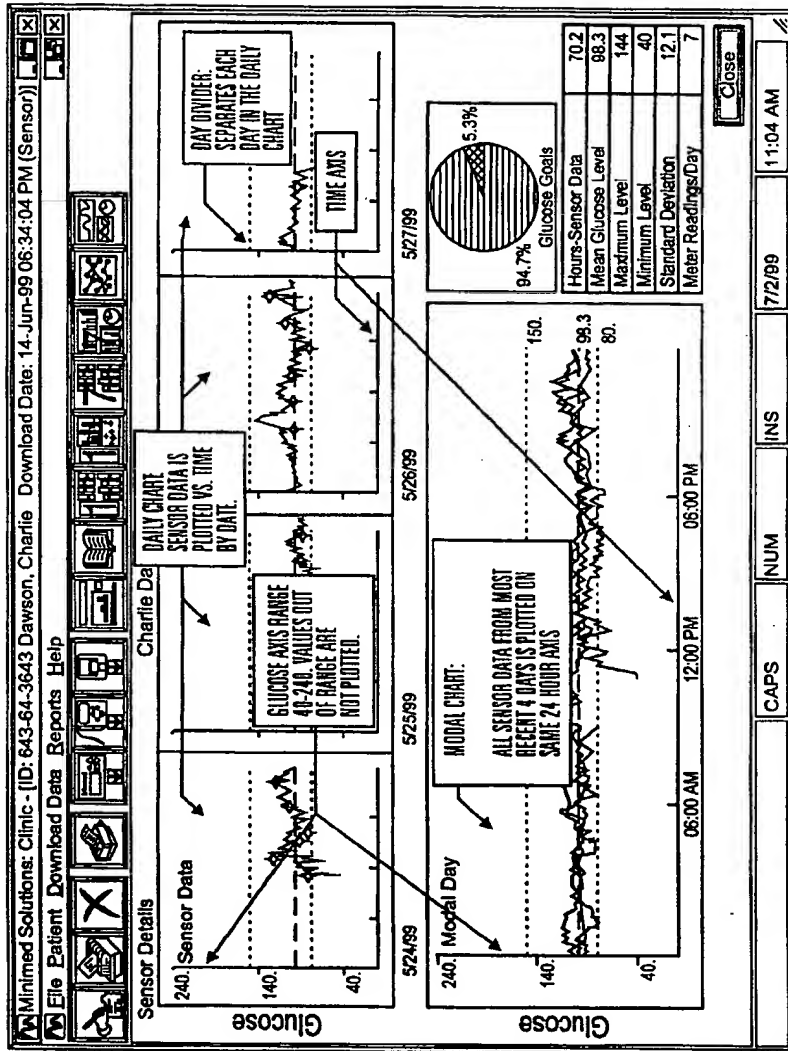 Minimed Solutions: Clinic - [ID: 643-64-3643 Dawson, Charlie Download Date: 14-Jun-99 06:34:04 PM (Sensor)]
File Patient Download Data Reports Help
Sensor Details
Charlie Da
Sensor Data
240.
140.
40.
Glucose
5/24/99
5/25/99
5/26/99
5/27/99
DAILY CHART
SENSOR DATA IS
PLOTTED VS. TIME
BY DATE.
DAY DIVIDER:
SEPARATES EACH
DAY IN THE DAILY
CHART
TIME AXIS
GLUCOSE AXIS RANGE
40-240. VALUES OUT
OF RANGE ARE
NOT PLOTTED.
Modal Day
240.
140.
40.
Glucose
MODAL CHART:
ALL SENSOR DATA FROM MOST
RECENT 4 DAYS IS PLOTTED ON
SAME 24 HOUR AXIS
150.
98.3
80.
06:00 AM
12:00 PM
06:00 PM
94.7%
5.3%
Glucose Goals
Hours-Sensor Data 70.2
Mean Glucose Level 98.3
Maximum Level 144
Minimum Level 40
Standard Deviation 12.1
Meter Readings/Day 7
Close
CAPS
NUM
INS
7/2/99
11:04 AM